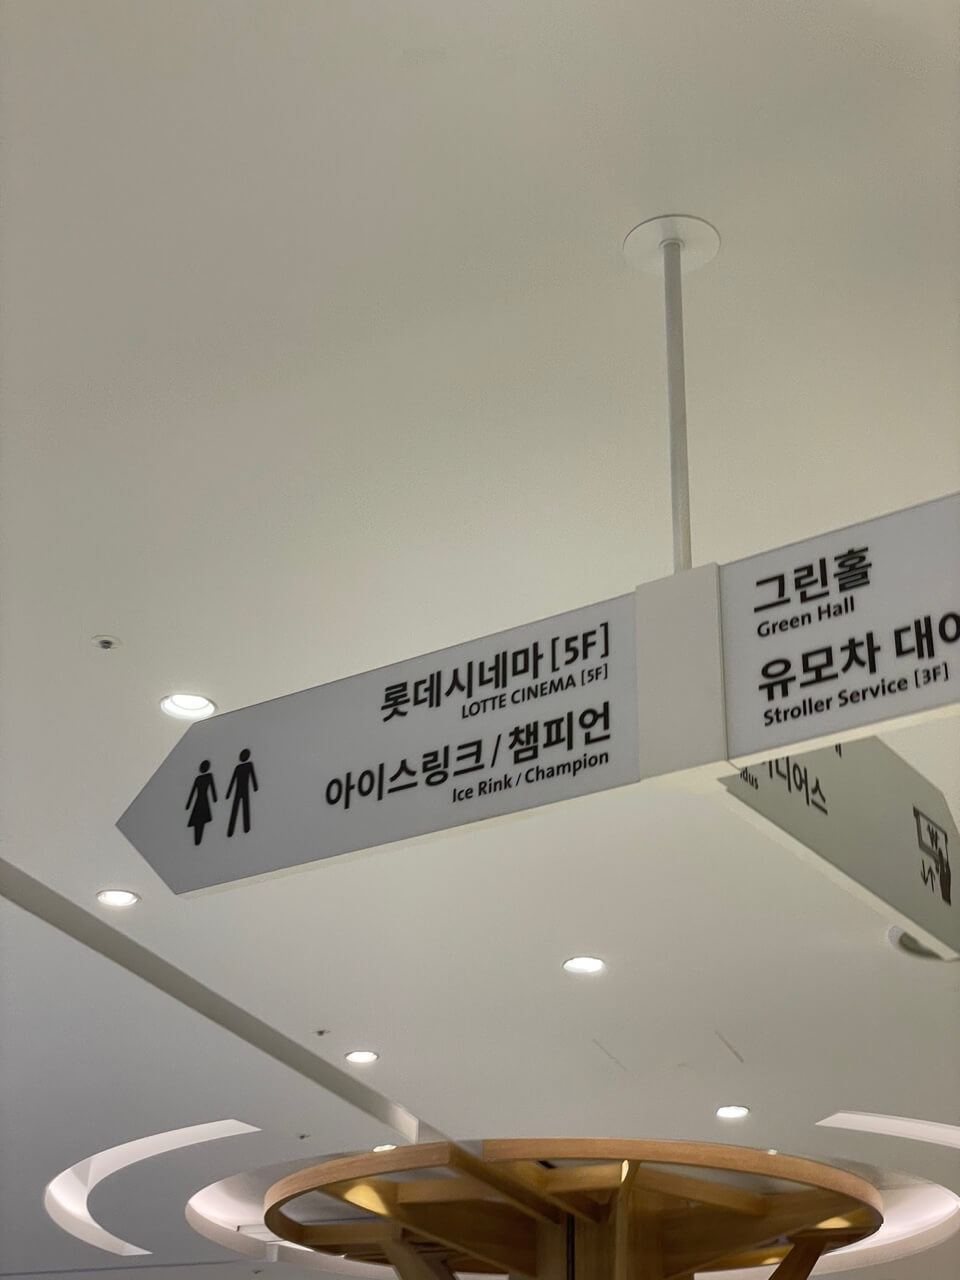 롯데시네마 [5F]
LOTTE CINEMA [5F]
아이스링크 / 챔피언
Ice Rink / Champion
그린홀
Green Hall
유모차
Stroller Service [3F]